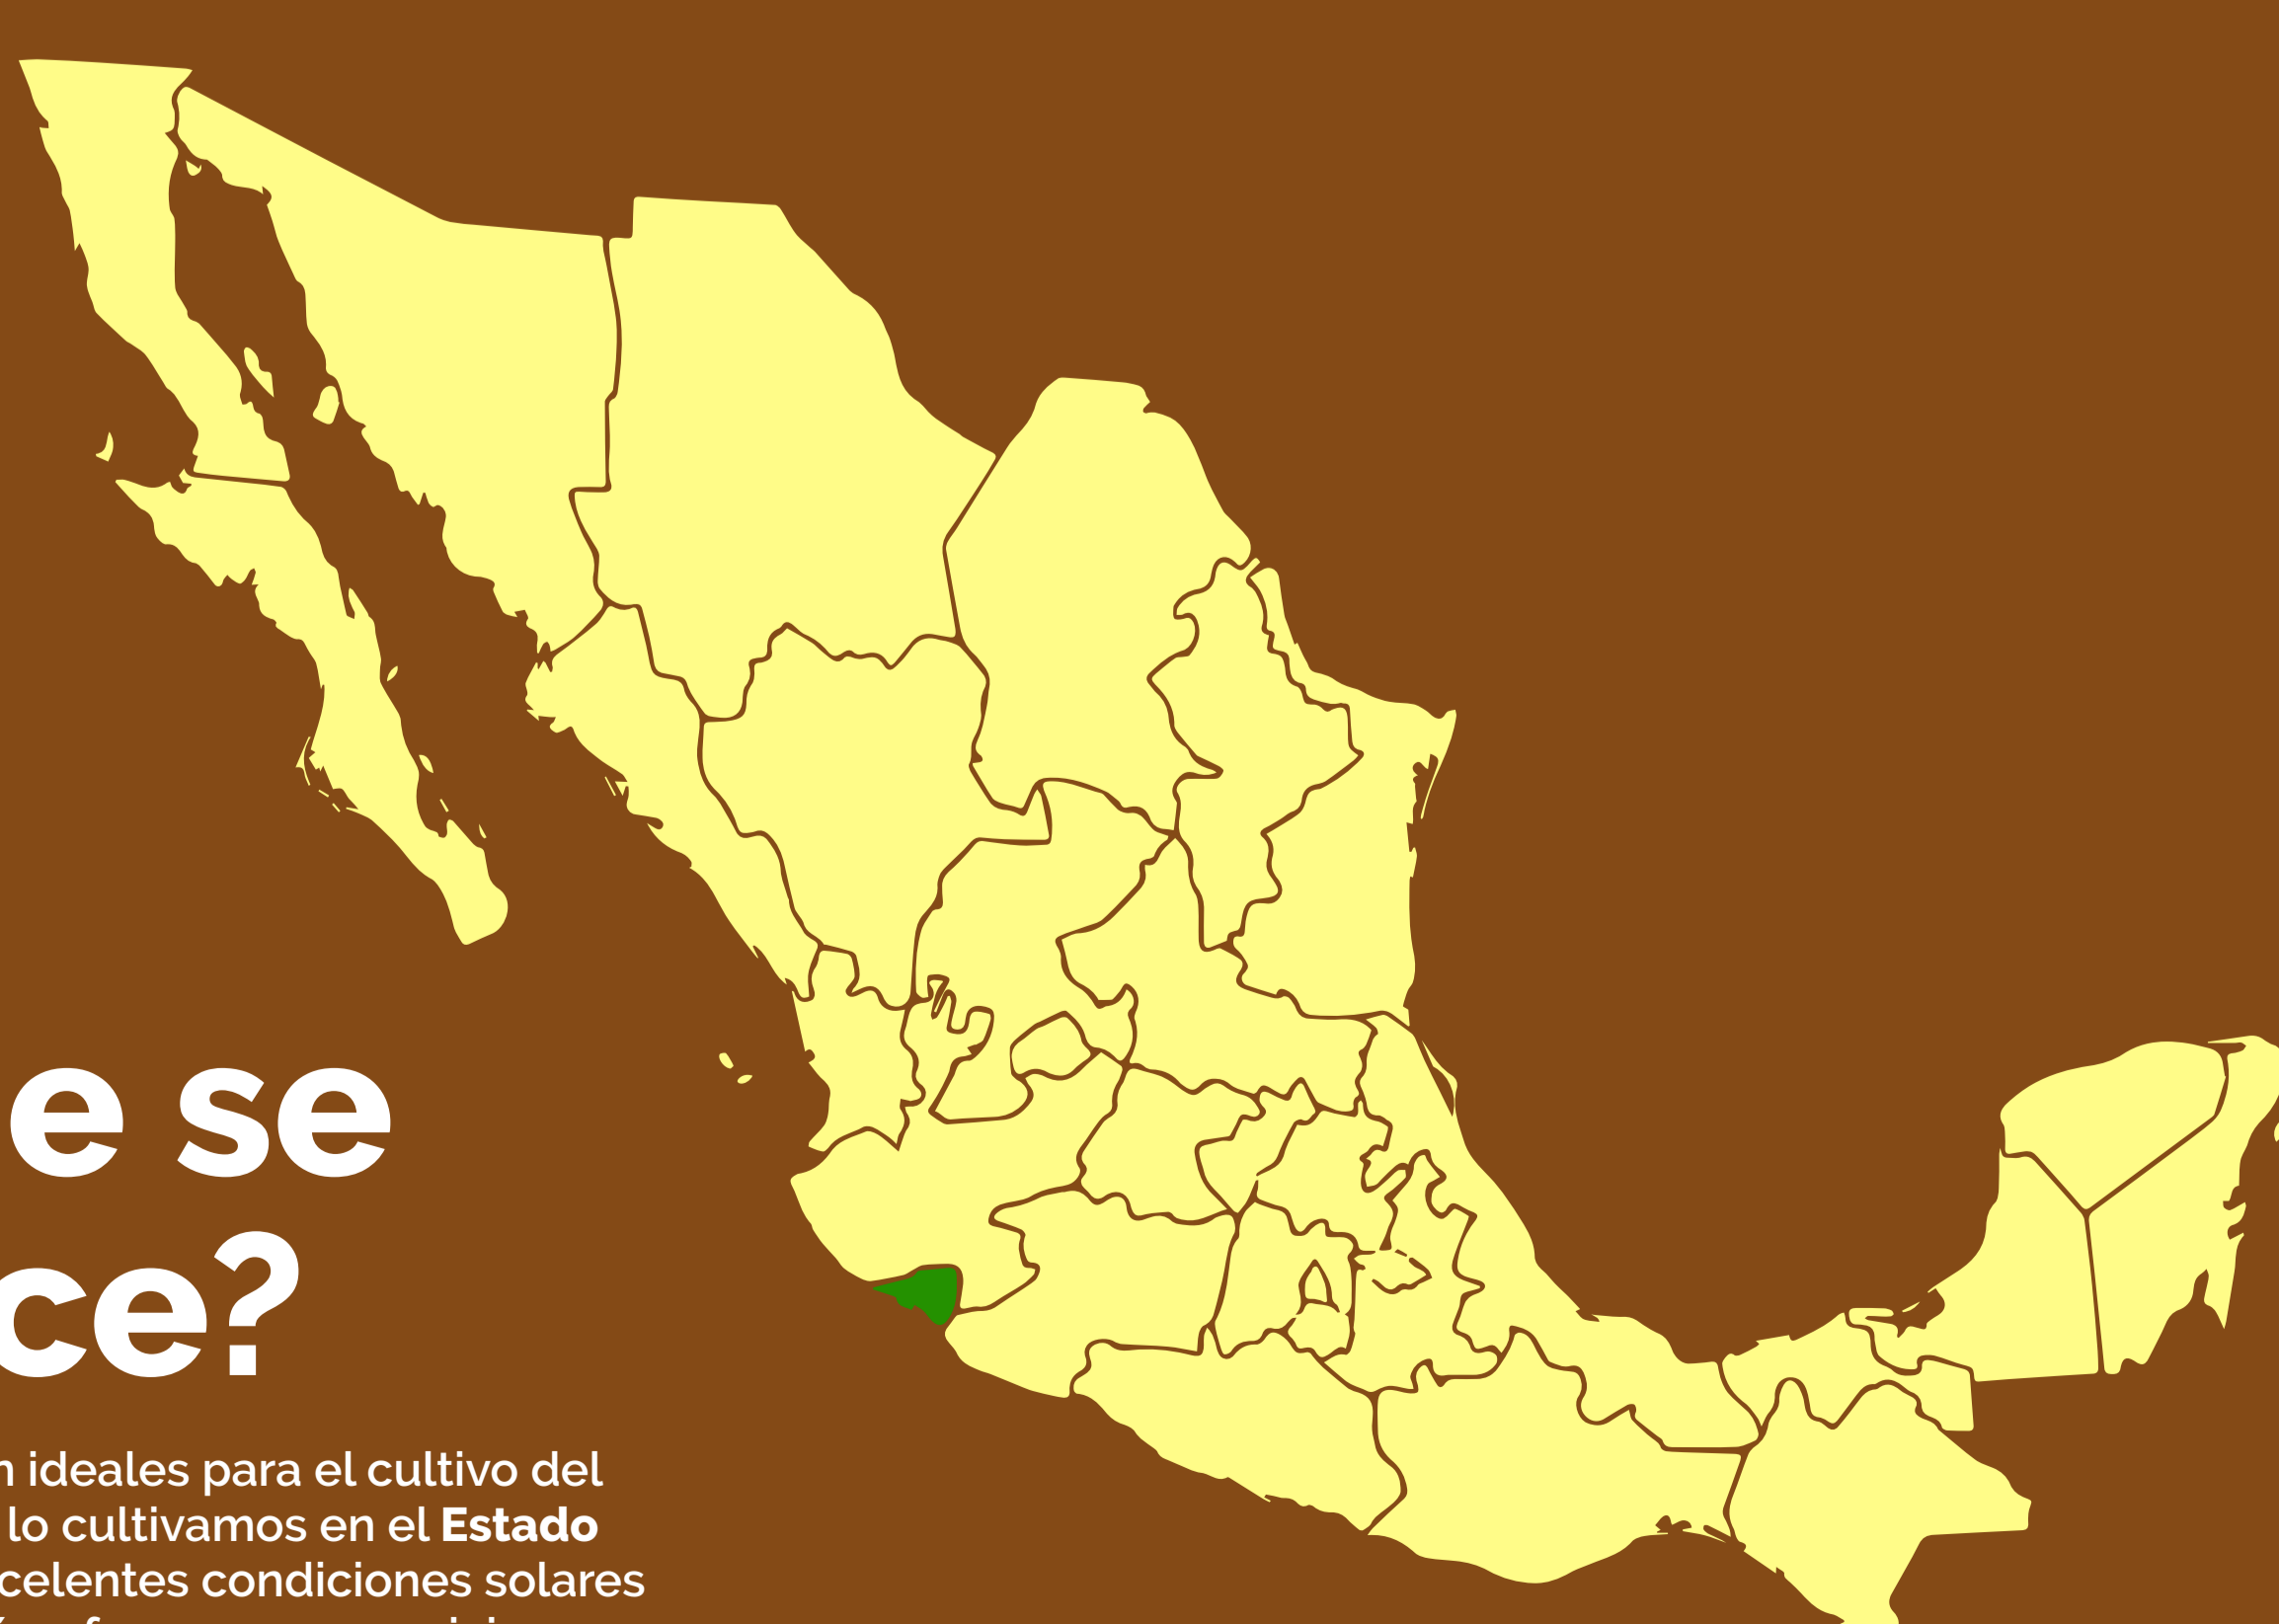 e se
ce?
n ideales para el cultivo del
lo cultivamos en el Estado
celentes condiciones solares